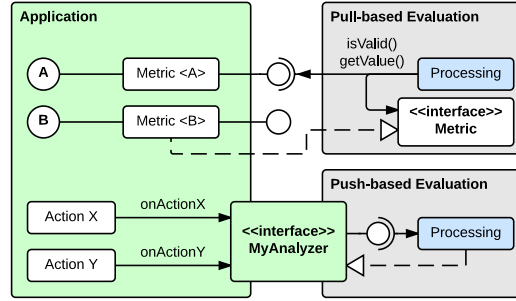 Application
Pull-based Evaluation
isValid()
getValue()
A
Metric <A>
Processing
B
Metric <B>
<<interface>>
Metric
Push-based Evaluation
Action X
onActionX
<<interface>>
MyAnalyzer
Processing
Action Y
onActionY